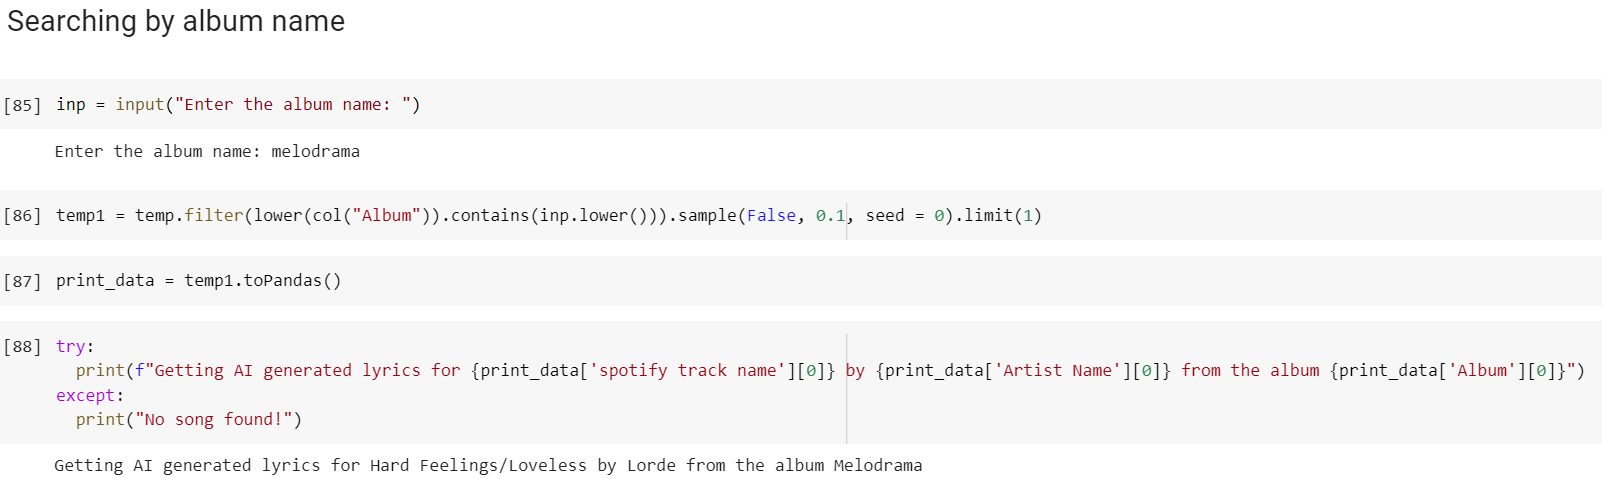 Searching by album name
[85] inp = input("Enter the album name: ")
Enter the album name: melodrama
[86] temp1 = temp.filter(lower(col("Album")).contains(inp.lower())).sample(False, 0.1, seed = 0).limit(1)
[87] print_data = temp1.toPandas()
[88] try:
print(f"Getting AI generated lyrics for {print_data['spotify track name'][0]} by {print_data['Artist Name'][0]} from the album {print_data['Album'][0]}")
except:
print("No song found!")
Getting AI generated lyrics for Hard Feelings/Loveless by Lorde from the album Melodrama